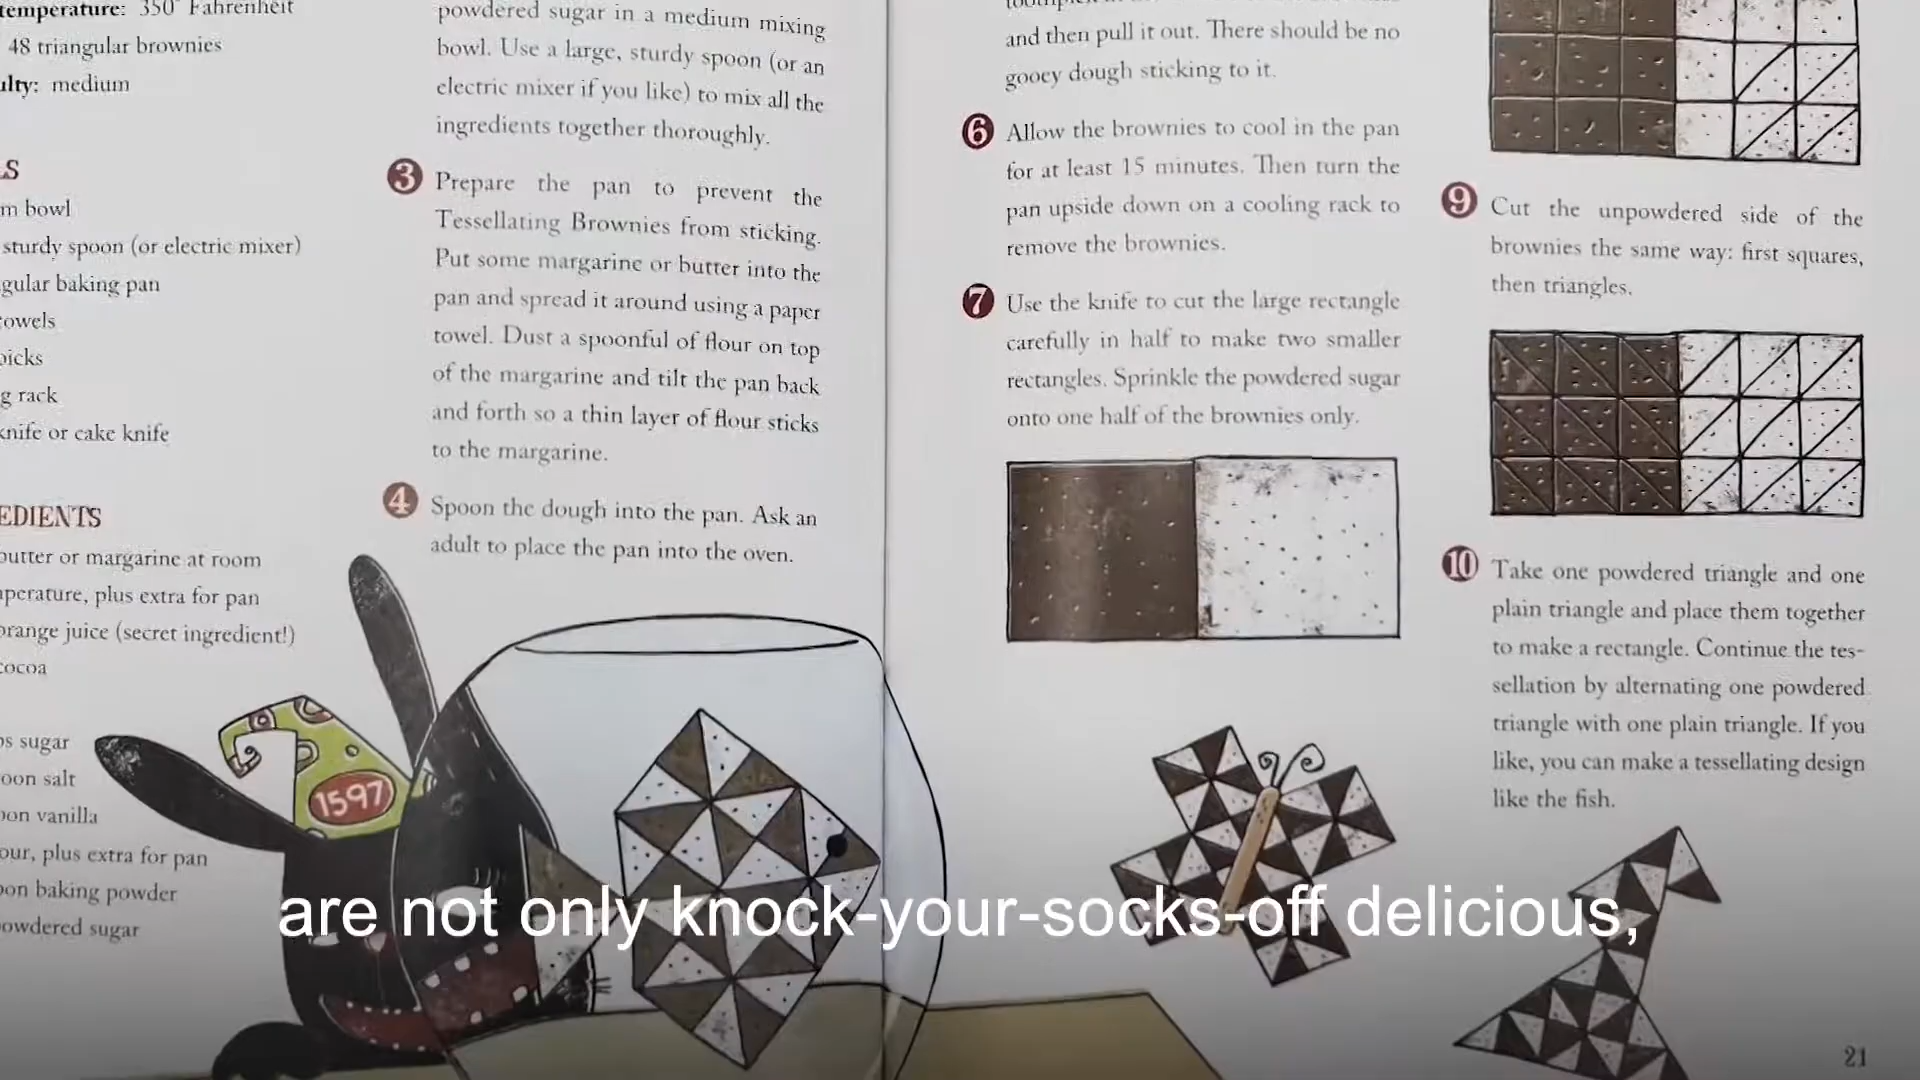 temperature: 350° Fahrenheit
48 triangular brownies
ulty: medium
LS
m bowl
sturdy spoon (or electric mixer)
gular baking pan
towels
picks
g rack
knife or cake knife
EDIENTS
butter or margarine at room
perature, plus extra for pan
orange juice (secret ingredient!)
cocoa
ps sugar
oon salt
oon vanilla
our, plus extra for pan
oon baking powder
owdered sugar
powdered sugar in a medium mixing
bowl. Use a large, sturdy spoon (or an
electric mixer if you like) to mix all the
ingredients together thoroughly.
3 Prepare the pan to prevent the
Tessellating Brownies from sticking.
Put some margarine or butter into the
pan and spread it around using a paper
towel. Dust a spoonful of flour on top
of the margarine and tilt the pan back
and forth so a thin layer of flour sticks
to the margarine.
4 Spoon the dough into the pan. Ask an
adult to place the pan into the oven.
1597
and then pull it out. There should be no
gooey dough sticking to it.
6 Allow the brownies to cool in the pan
for at least 15 minutes. Then turn the
pan upside down on a cooling rack to
remove the brownies.
7 Use the knife to cut the large rectangle
carefully in half to make two smaller
rectangles. Sprinkle the powdered sugar
onto one half of the brownies only.
9 Cut the unpowdered side of the
brownies the same way: first squares,
then triangles.
10 Take one powdered triangle and one
plain triangle and place them together
to make a rectangle. Continue the tes-
sellation by alternating one powdered
triangle with one plain triangle. If you
like, you can make a tessellating design
like the fish.
are not only knock-your-socks-off delicious,
21